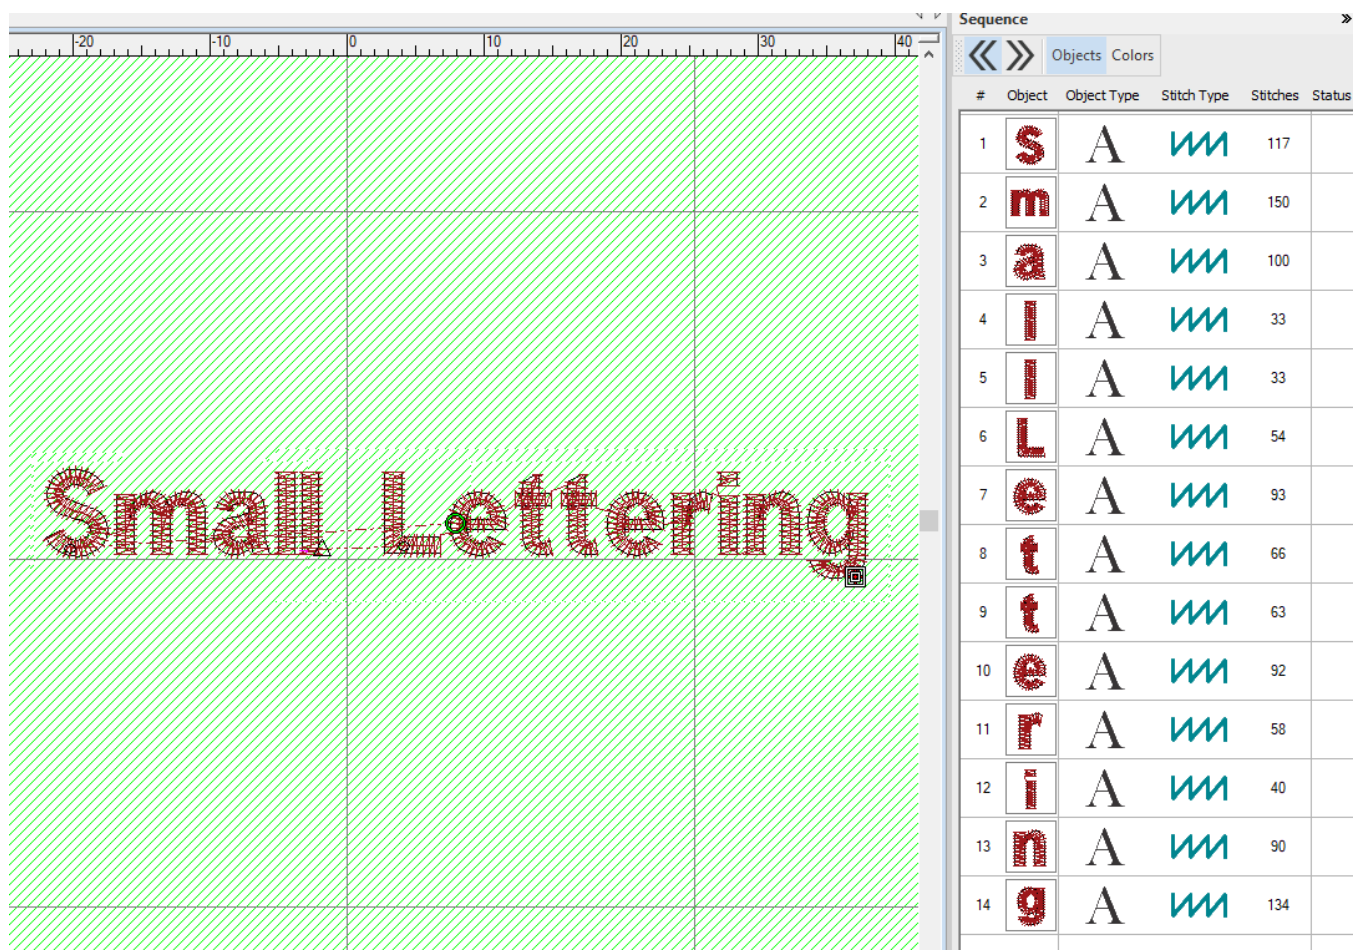 Sequence
-20 -10 0 10 20 30 40
Objects Colors
# Object Object Type Stitch Type Stitches Status
1 S A 117
2 m A 150
3 a A 100
4 l A 33
5 l A 33
6 L A 54
7 e A 93
8 t A 66
9 t A 63
10 e A 92
11 r A 58
12 i A 40
13 n A 90
14 g A 134
Small Lettering